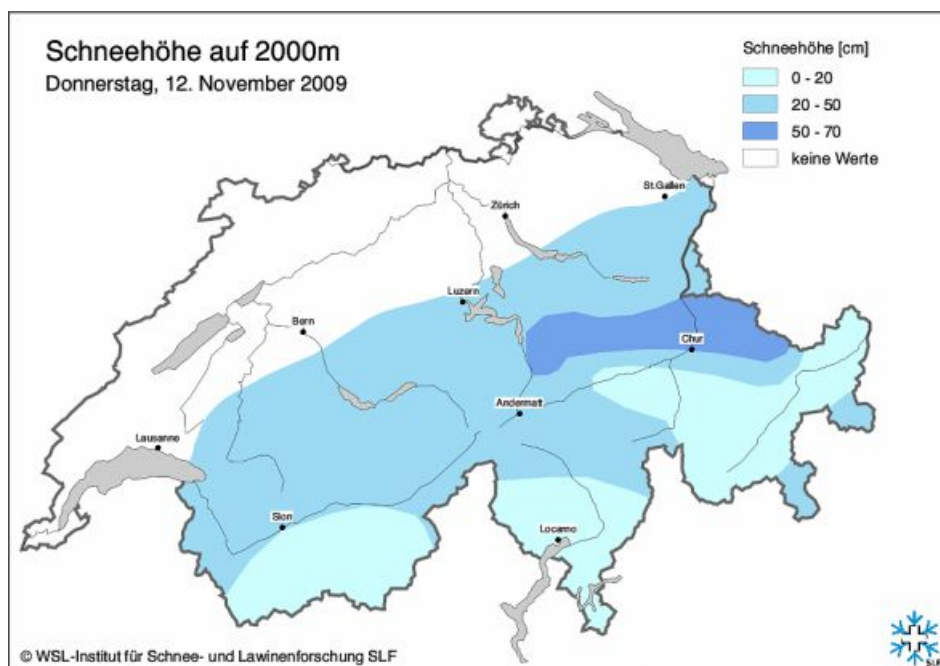 Schneehöhe auf 2000m
Donnerstag, 12. November 2009
Schneehöhe [cm]
0 - 20
20 - 50
50 - 70
keine Werte
St.Gallen
Zürich
Luzern
Bern
Chur
Andermatt
Lausanne
Sion
Locarno
© WSL-Institut für Schnee- und Lawinenforschung SLF
SLF